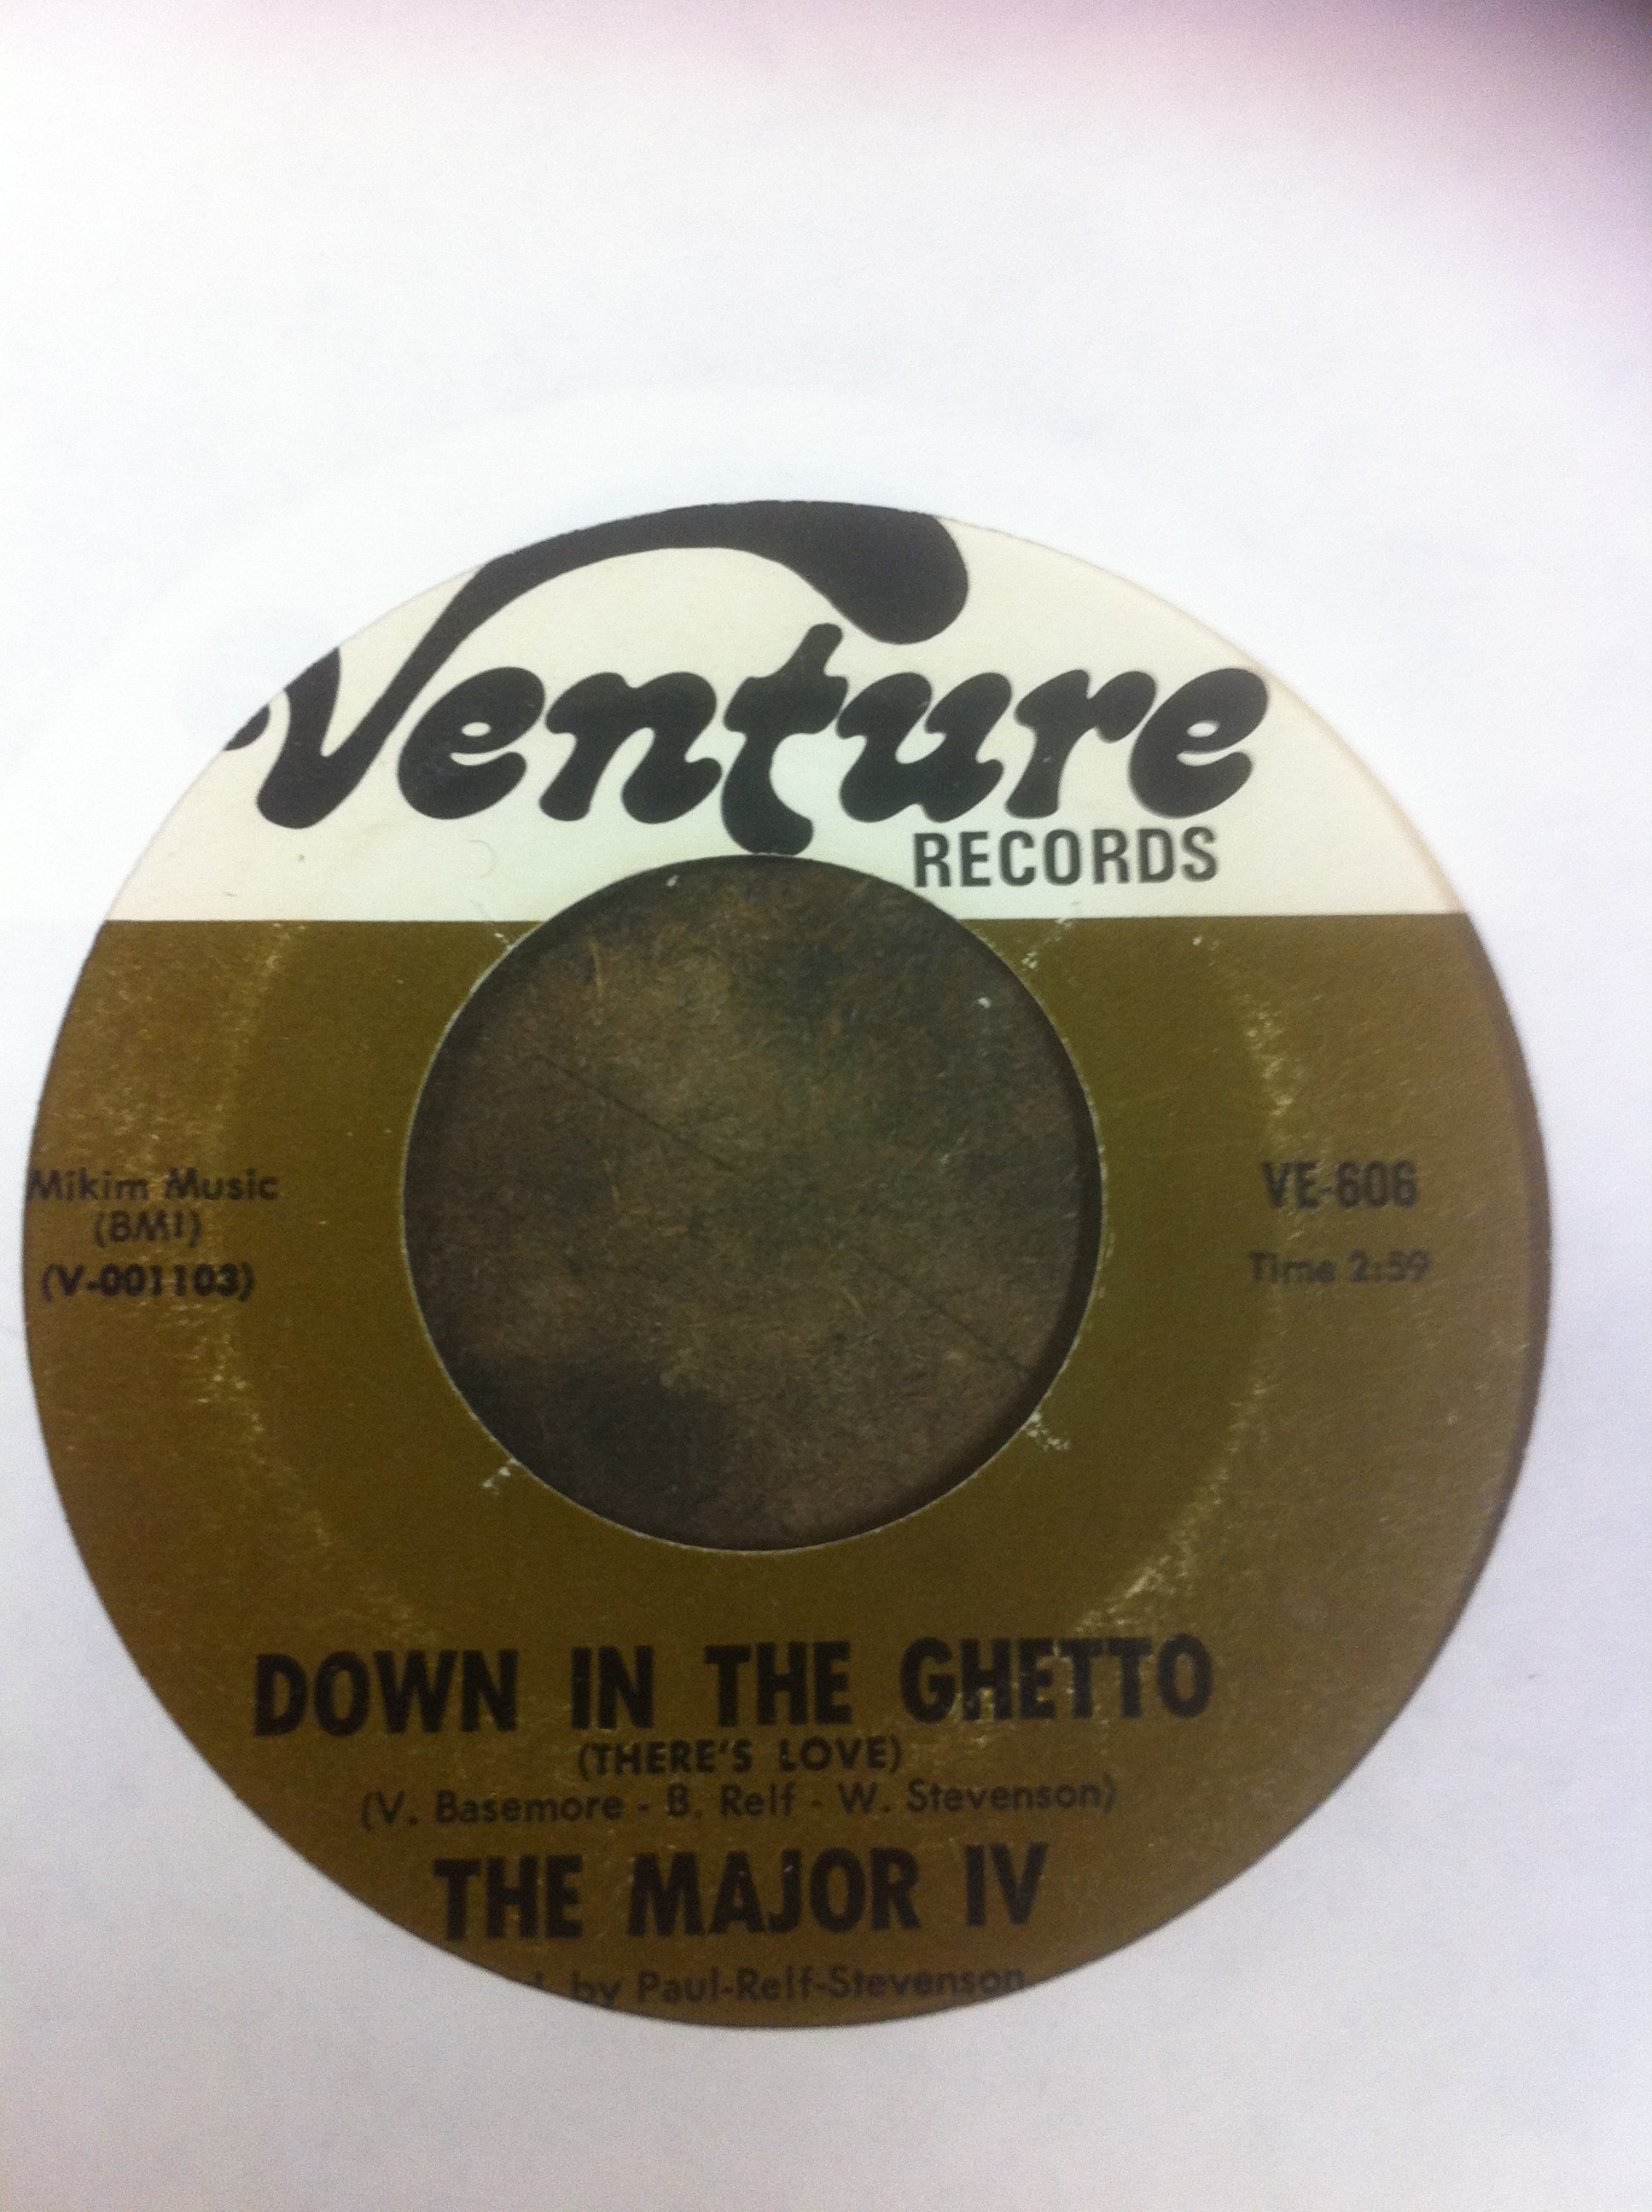 Venture
RECORDS
Mikim Music
(BMI)
(V-001103)
VE-606
Time 2:59
DOWN IN THE GHETTO
(THERE'S LOVE)
(V. Basemore - B. Relf - W. Stevenson)
THE MAJOR IV
by Paul-Relf-Stevenson